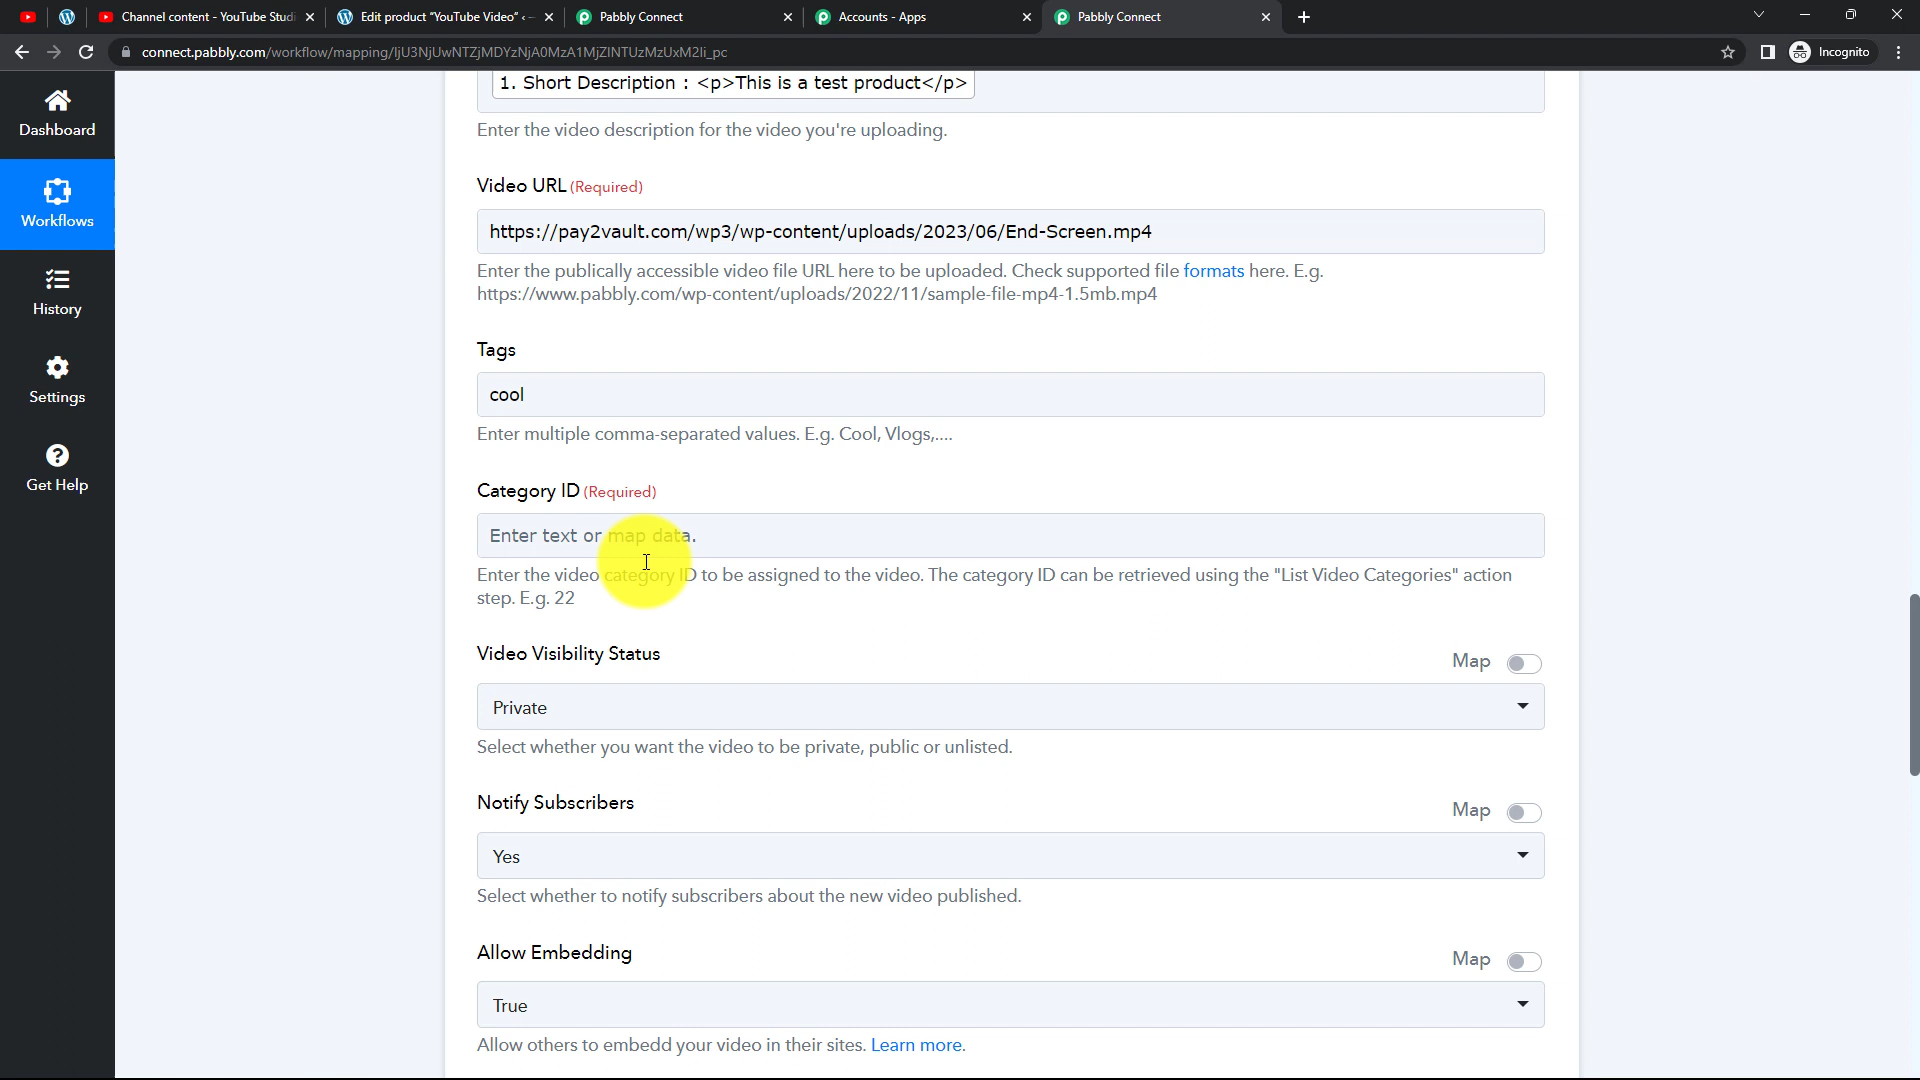 Channel content - YouTube Studi
Edit product "YouTube Video" ‹ –
Pabbly Connect
Accounts - Apps
Pabbly Connect
connect.pabbly.com/workflow/mapping/IjU3NjUwNTZjMDYzNjA0MzA1MjZlNTUzMzUxM2Ii_pc
Incognito
Dashboard
Workflows
History
Settings
Get Help
1. Short Description : <p>This is a test product</p>
Enter the video description for the video you're uploading.
Video URL (Required)
https://pay2vault.com/wp3/wp-content/uploads/2023/06/End-Screen.mp4
Enter the publically accessible video file URL here to be uploaded. Check supported file formats here. E.g.
https://www.pabbly.com/wp-content/uploads/2022/11/sample-file-mp4-1.5mb.mp4
Tags
cool
Enter multiple comma-separated values. E.g. Cool, Vlogs,....
Category ID (Required)
Enter text or map data.
Enter the video category ID to be assigned to the video. The category ID can be retrieved using the "List Video Categories" action
step. E.g. 22
Video Visibility Status
Map
Private
Select whether you want the video to be private, public or unlisted.
Notify Subscribers
Map
Yes
Select whether to notify subscribers about the new video published.
Allow Embedding
Map
True
Allow others to embedd your video in their sites. Learn more.